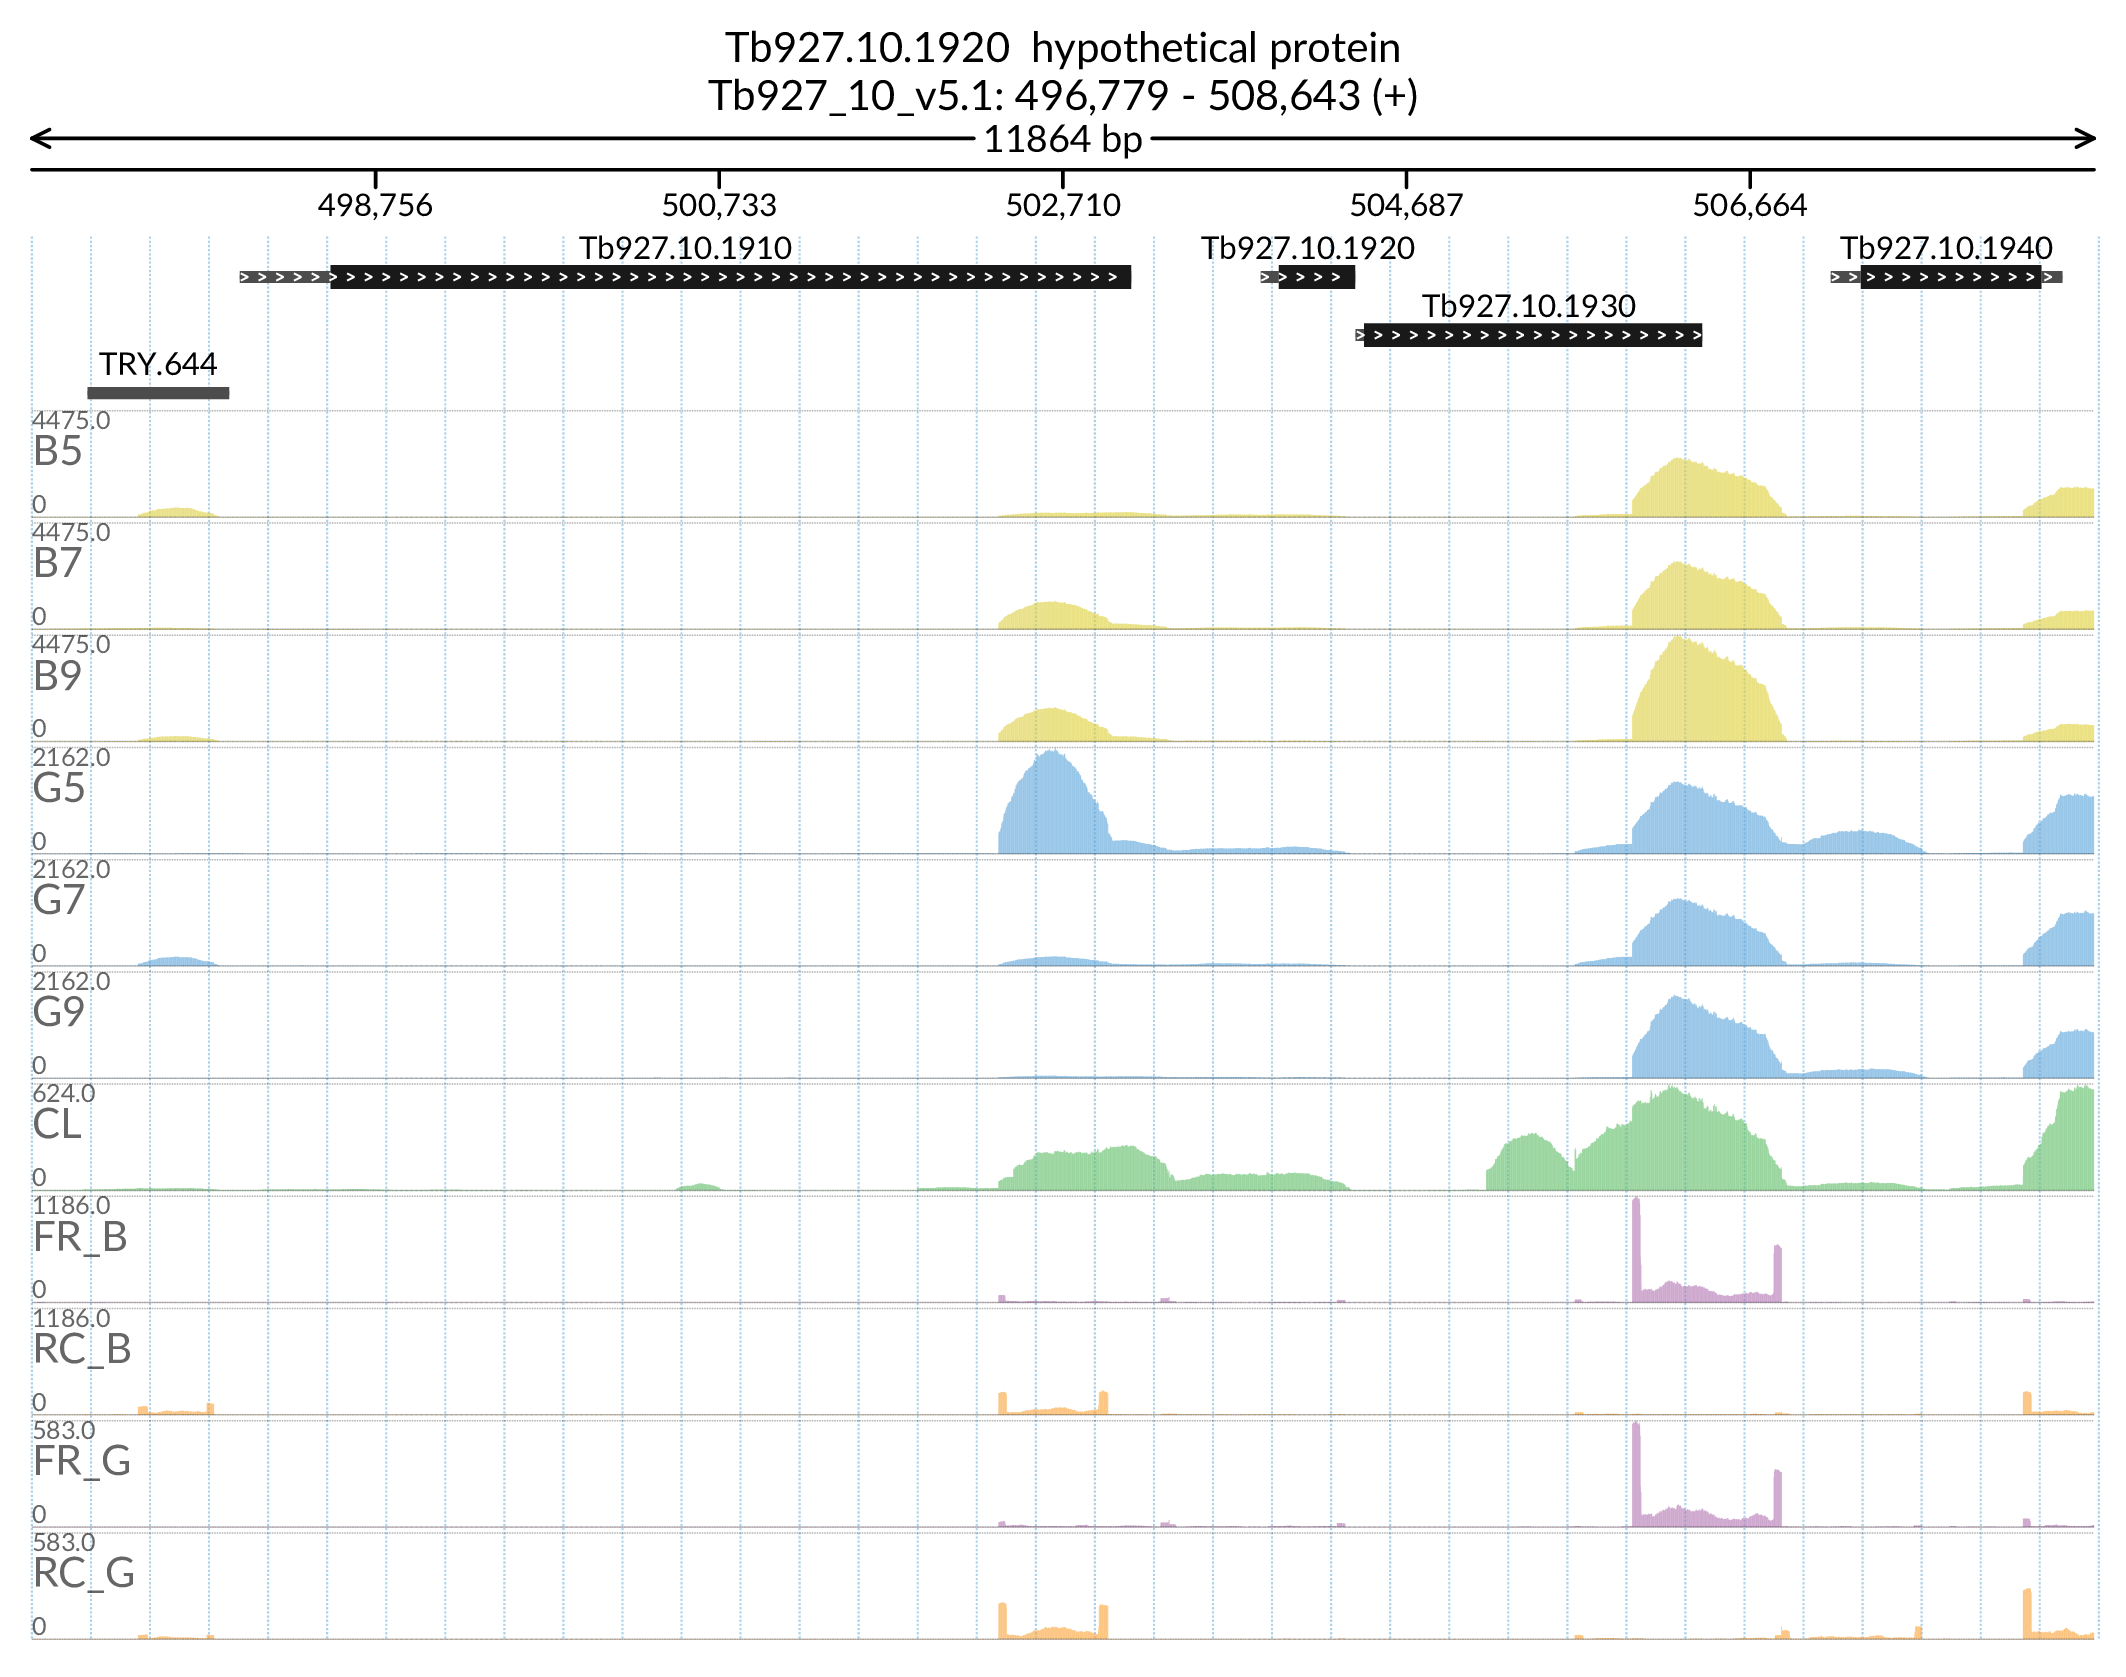 Tb927.10.1920  hypothetical protein
Tb927_10_v5.1: 496,779 - 508,643 (+)
11864 bp
498,756 500,733 502,710 504,687 506,664
Tb927.10.1910 Tb927.10.1920 Tb927.10.1940
Tb927.10.1930
TRY.644
4475.0
B5
0
4475.0
B7
0
4475.0
B9
0
2162.0
G5
0
2162.0
G7
0
2162.0
G9
0
624.0
CL
0
1186.0
FR_B
0
1186.0
RC_B
0
583.0
FR_G
0
583.0
RC_G
0